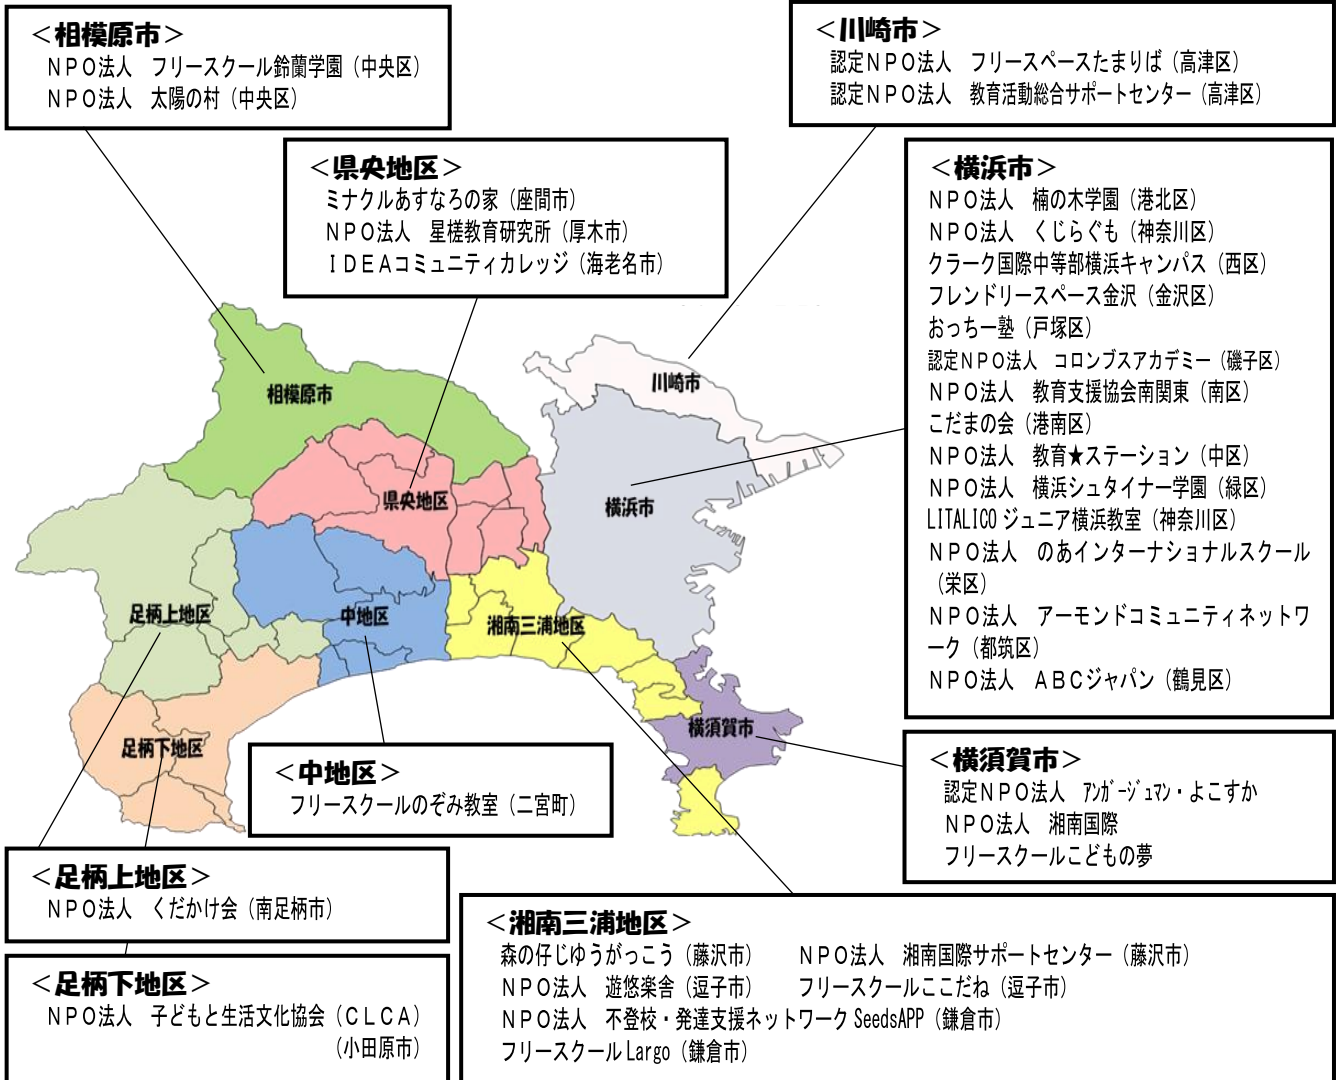 ＜相模原市＞
ＮＰＯ法人　フリースクール鈴蘭学園（中央区）
ＮＰＯ法人　太陽の村（中央区）
＜川崎市＞
認定ＮＰＯ法人　フリースペースたまりば（高津区）
認定ＮＰＯ法人　教育活動総合サポートセンター（高津区）
＜県央地区＞
ミナクルあすなろの家（座間市）
ＮＰＯ法人　星槎教育研究所（厚木市）
ＩＤＥＡコミュニティカレッジ（海老名市）
＜横浜市＞
ＮＰＯ法人　楠の木学園（港北区）
ＮＰＯ法人　くじらぐも（神奈川区）
クラーク国際中等部横浜キャンパス（西区）
フレンドリースペース金沢（金沢区）
おっちー塾（戸塚区）
認定ＮＰＯ法人　コロンブスアカデミー（磯子区）
ＮＰＯ法人　教育支援協会南関東（南区）
こだまの会（港南区）
ＮＰＯ法人　教育★ステーション（中区）
ＮＰＯ法人　横浜シュタイナー学園（緑区）
LITALICO ジュニア横浜教室（神奈川区）
ＮＰＯ法人　のあインターナショナルスクール
（栄区）
ＮＰＯ法人　アーモンドコミュニティネットワ
ーク（都筑区）
ＮＰＯ法人　ＡＢＣジャパン（鶴見区）
相模原市
川崎市
県央地区
横浜市
足柄上地区
中地区
湘南三浦地区
横須賀市
足柄下地区
＜中地区＞
フリースクールのぞみ教室（二宮町）
＜横須賀市＞
認定ＮＰＯ法人　ｱﾝｶﾞｰｼﾞｭﾏﾝ・よこすか
ＮＰＯ法人　湘南国際
フリースクールこどもの夢
＜足柄上地区＞
ＮＰＯ法人　くだかけ会（南足柄市）
＜足柄下地区＞
ＮＰＯ法人　子どもと生活文化協会（ＣＬＣＡ）
（小田原市）
＜湘南三浦地区＞
森の仔じゆうがっこう（藤沢市）　　ＮＰＯ法人　湘南国際サポートセンター（藤沢市）
ＮＰＯ法人　遊悠楽舎（逗子市）　　フリースクールここだね（逗子市）
ＮＰＯ法人　不登校・発達支援ネットワーク SeedsAPP（鎌倉市）
フリースクール Largo（鎌倉市）